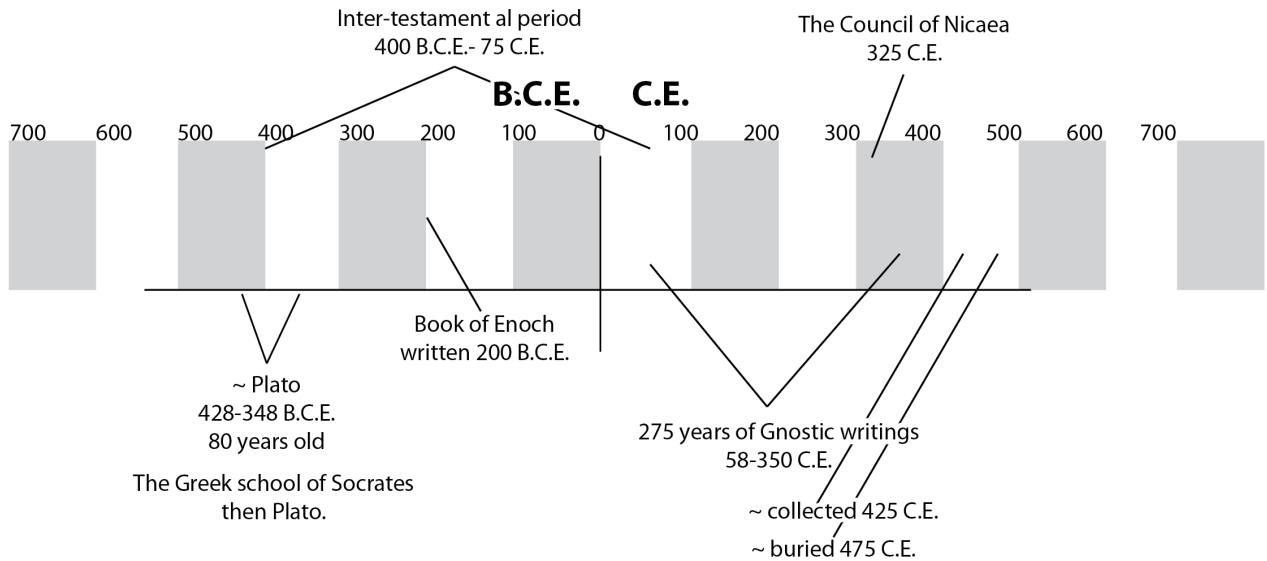 Inter-testament al period
400 B.C.E.- 75 C.E.
The Council of Nicaea
325 C.E.
B.C.E. C.E.
700 600 500 400 300 200 100 0 100 200 300 400 500 600 700
Book of Enoch
written 200 B.C.E.
~ Plato
428-348 B.C.E.
80 years old
The Greek school of Socrates
then Plato.
275 years of Gnostic writings
58-350 C.E.
~ collected 425 C.E.
~ buried 475 C.E.